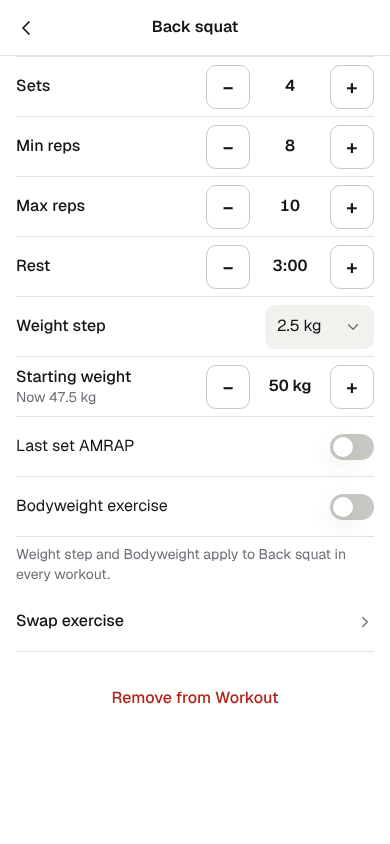 Back squat
Sets
− 4 +
Min reps
− 8 +
Max reps
− 10 +
Rest
− 3:00 +
Weight step
2.5 kg
Starting weight
Now 47.5 kg
− 50 kg +
Last set AMRAP
Bodyweight exercise
Weight step and Bodyweight apply to Back squat in
every workout.
Swap exercise
Remove from Workout